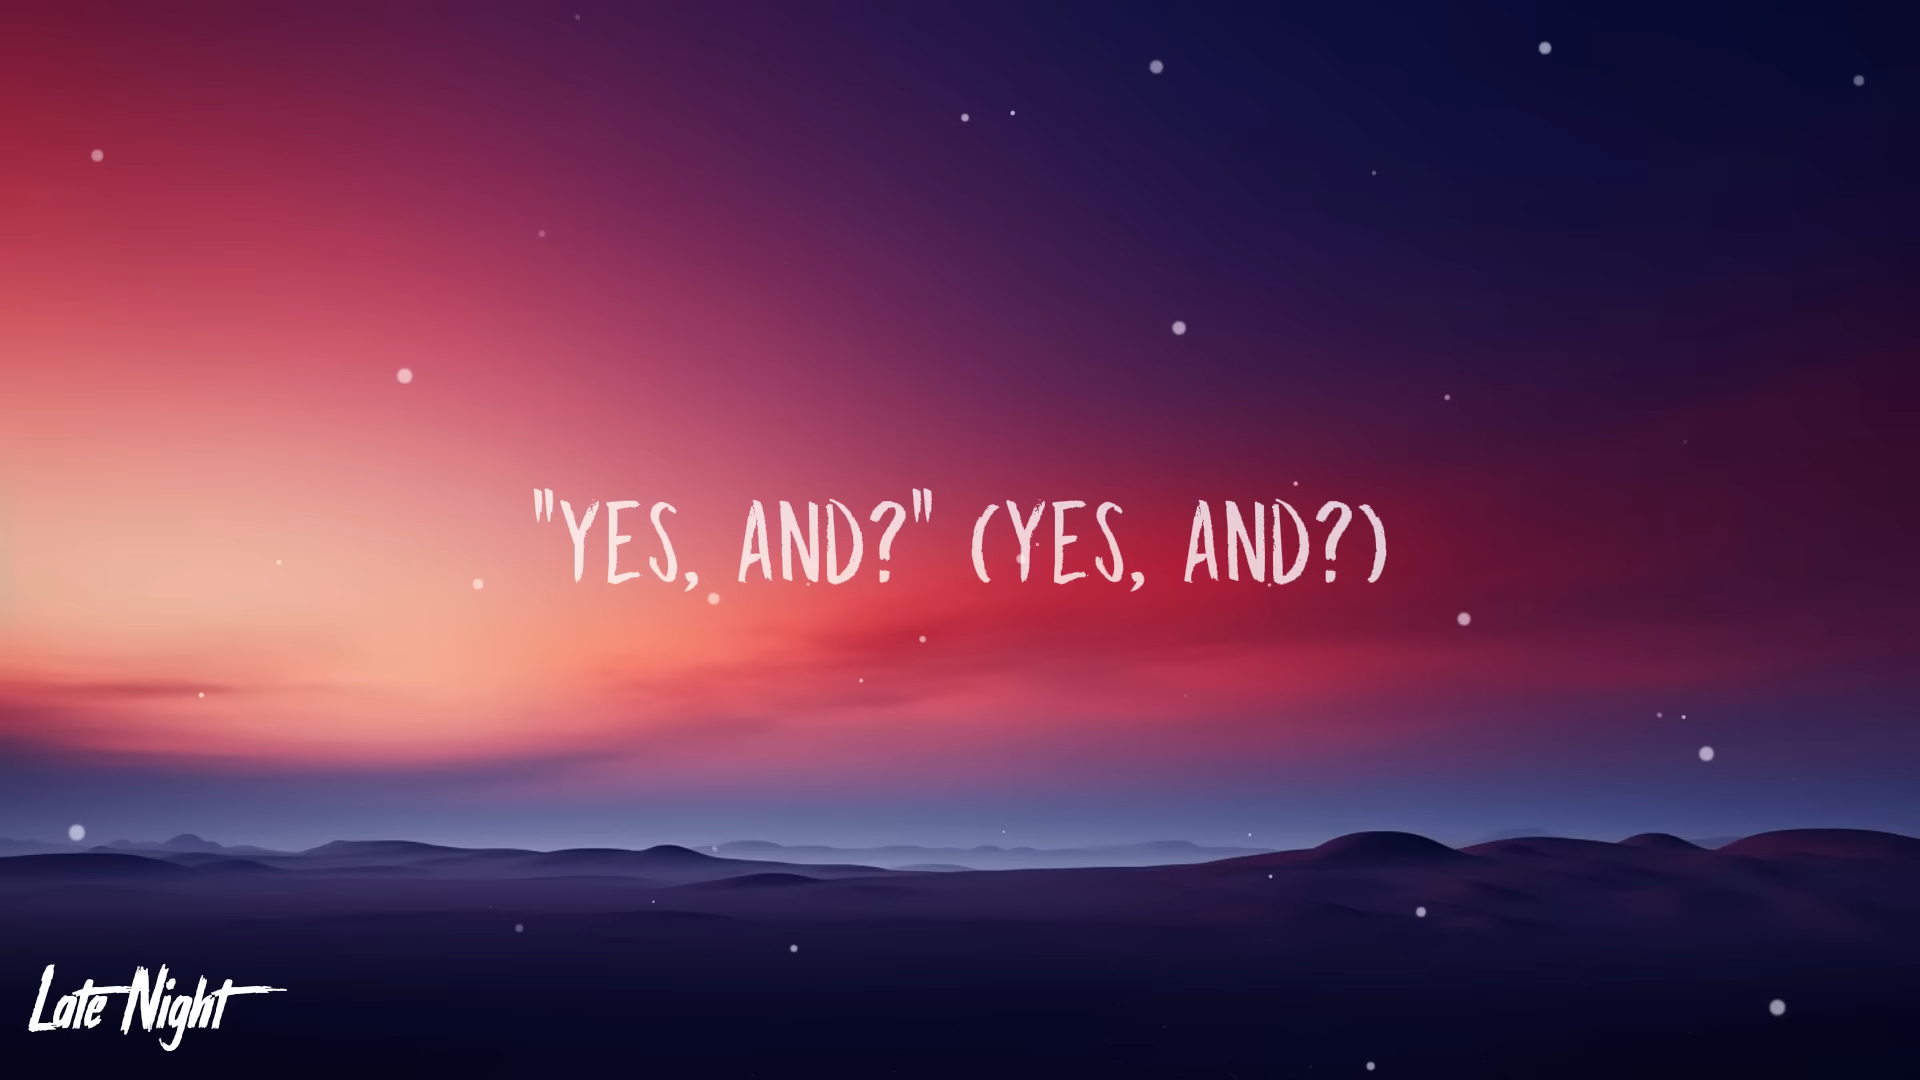 "YES, AND?" (YES, AND?)
Late Night